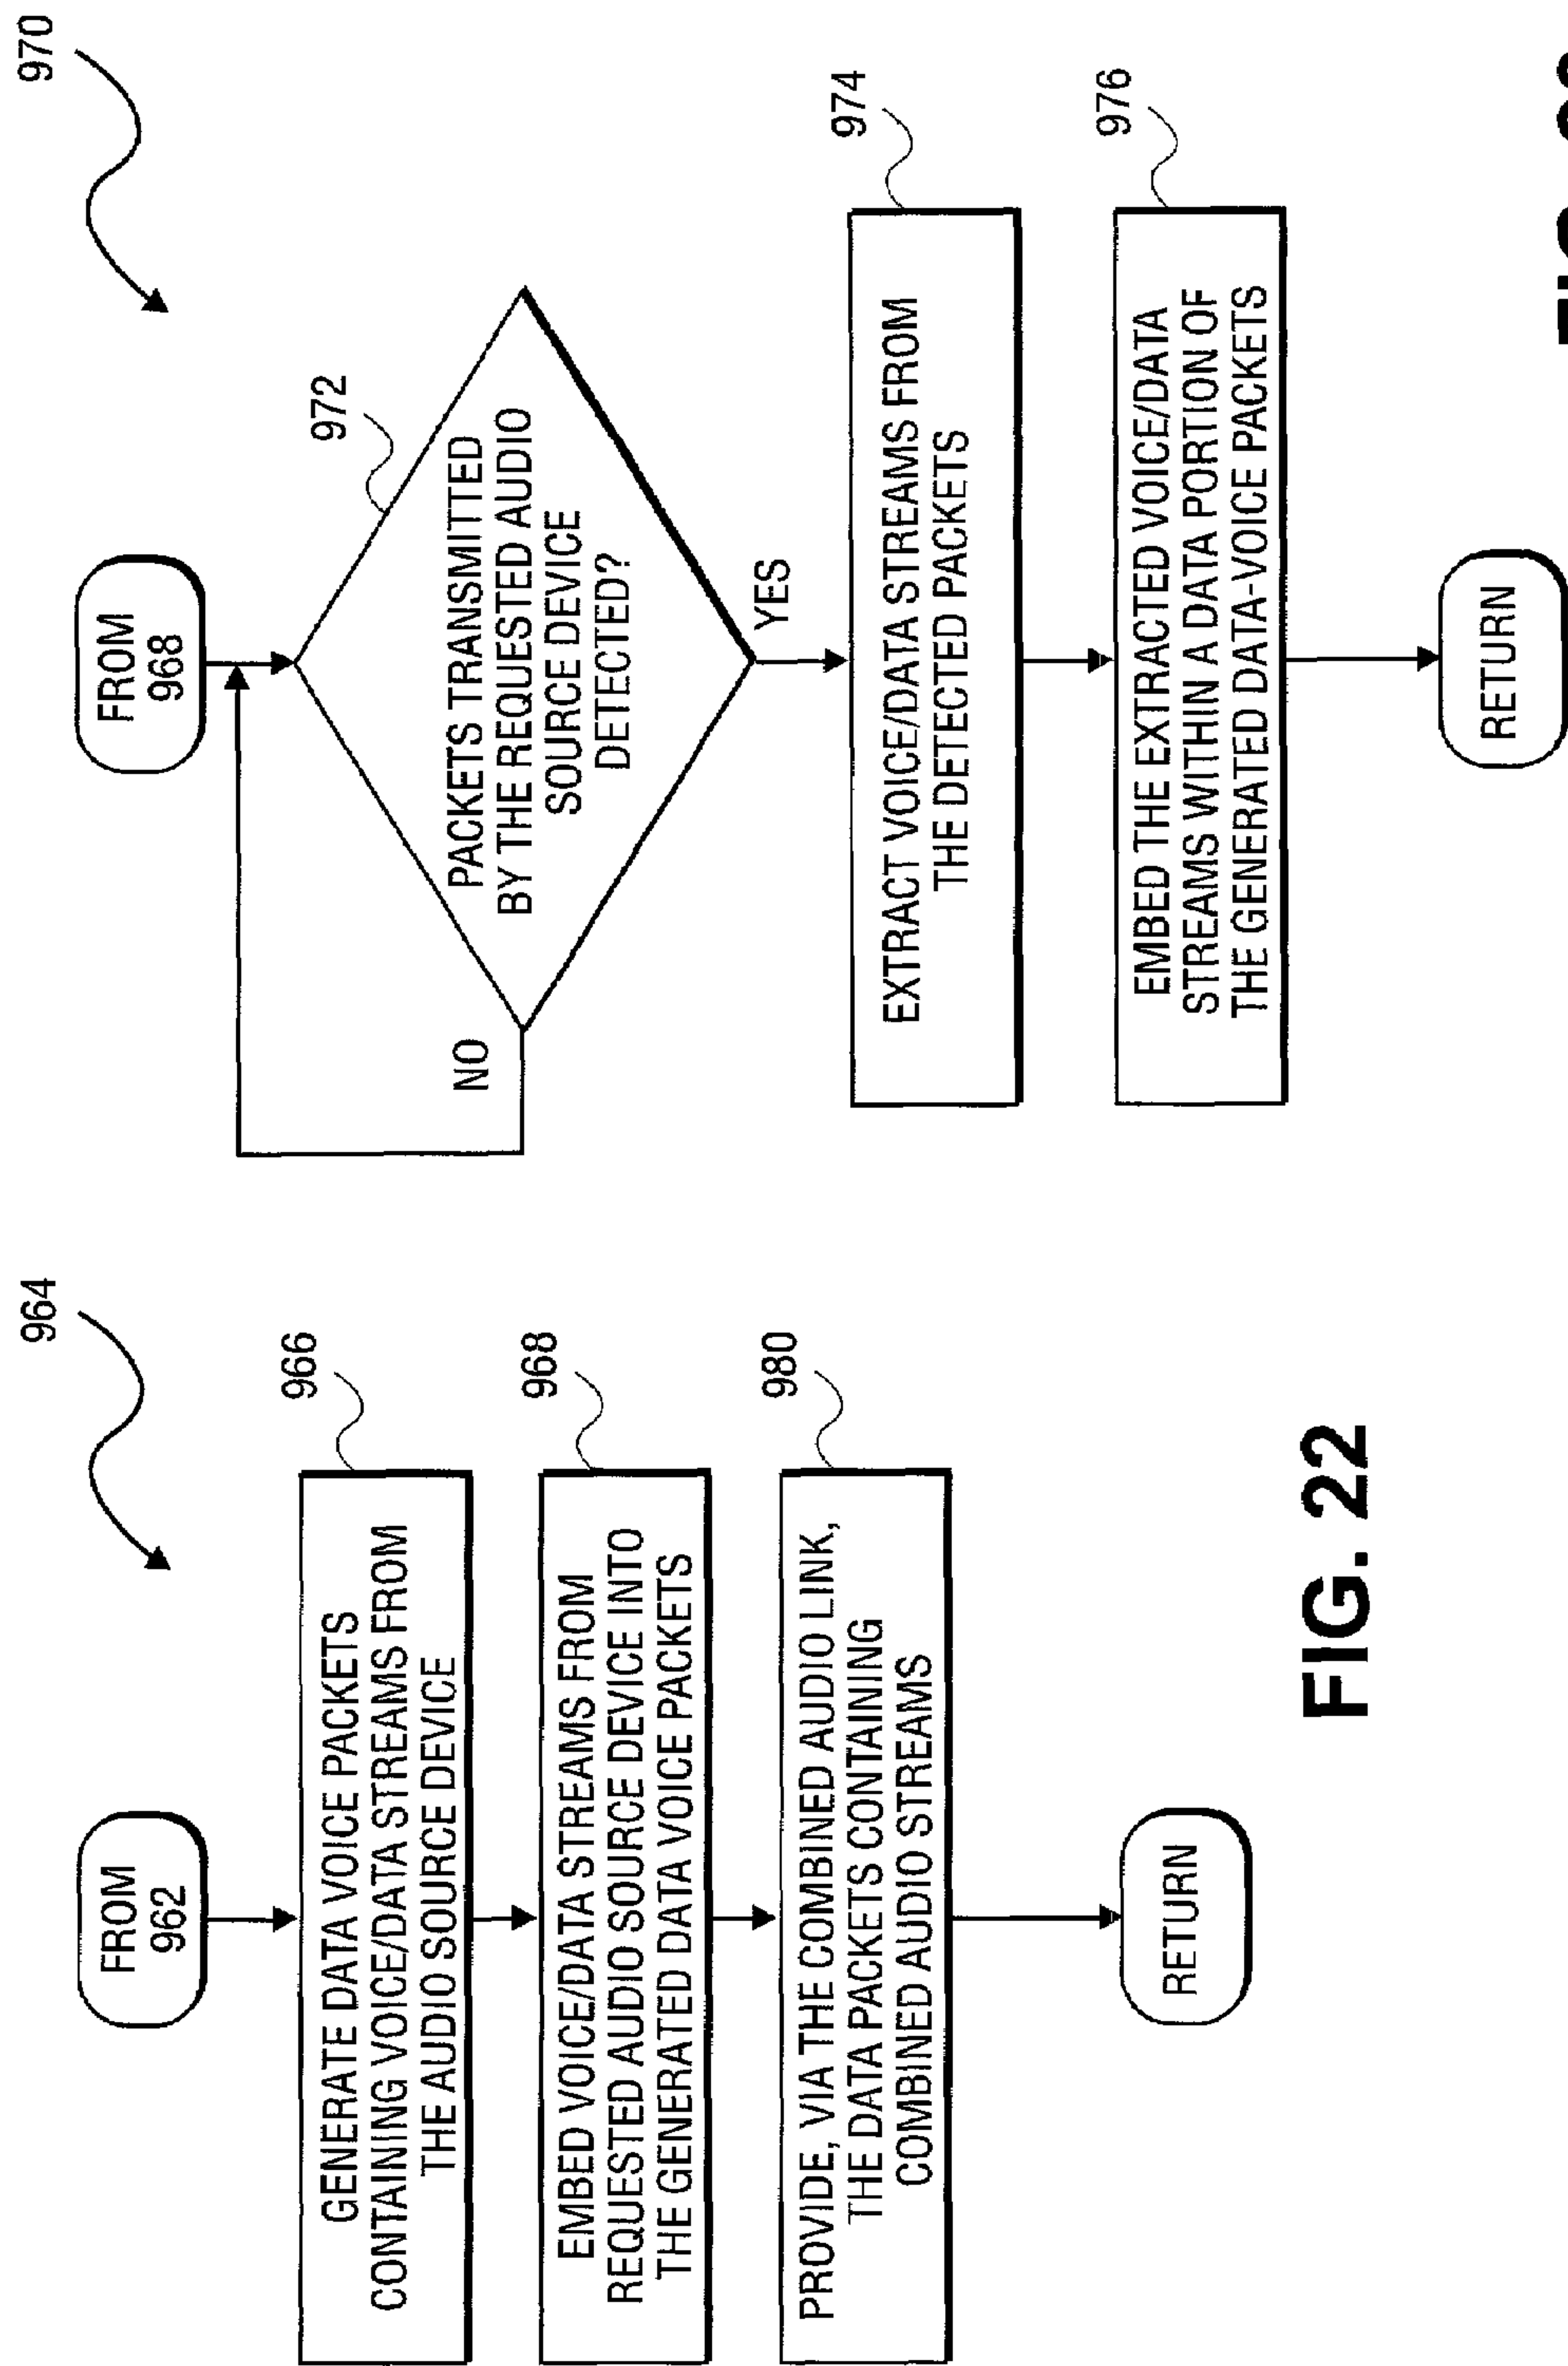 964
FROM
962
966
GENERATE DATA VOICE PACKETS
CONTAINING VOICE/DATA STREAMS FROM
THE AUDIO SOURCE DEVICE
968
EMBED VOICE/DATA STREAMS FROM
REQUESTED AUDIO SOURCE DEVICE INTO
THE GENERATED DATA VOICE PACKETS
980
PROVIDE, VIA THE COMBINED AUDIO LINK,
THE DATA PACKETS CONTAINING
COMBINED AUDIO STREAMS
RETURN
FIG. 22
970
FROM
968
972
PACKETS TRANSMITTED
BY THE REQUESTED AUDIO
SOURCE DEVICE
DETECTED?
NO
YES
974
EXTRACT VOICE/DATA STREAMS FROM
THE DETECTED PACKETS
976
EMBED THE EXTRACTED VOICE/DATA
STREAMS WITHIN A DATA PORTION OF
THE GENERATED DATA-VOICE PACKETS
RETURN